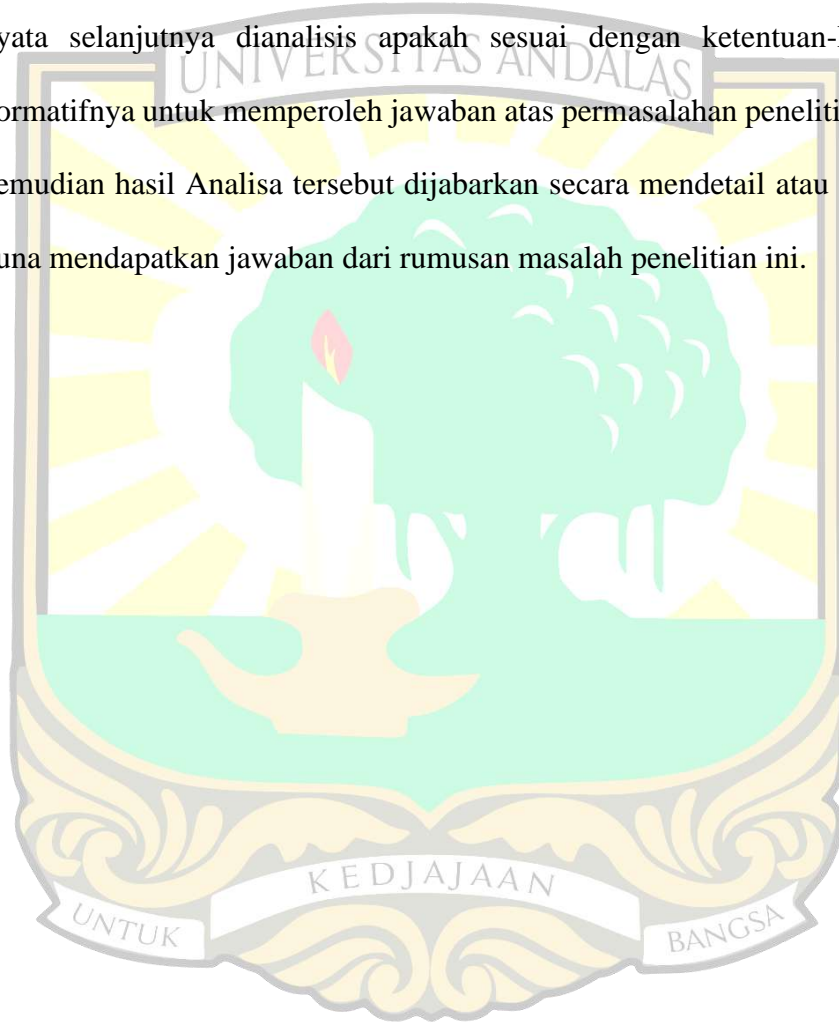 yata selanjutnya dianalisis apakah sesuai dengan ketentuan-
UNIVERSITAS ANDALAS
ormatifnya untuk memperoleh jawaban atas permasalahan peneliti
emudian hasil Analisa tersebut dijabarkan secara mendetail atau
una mendapatkan jawaban dari rumusan masalah penelitian ini.
KEDJAJAAN
UNTUK
BANGSA